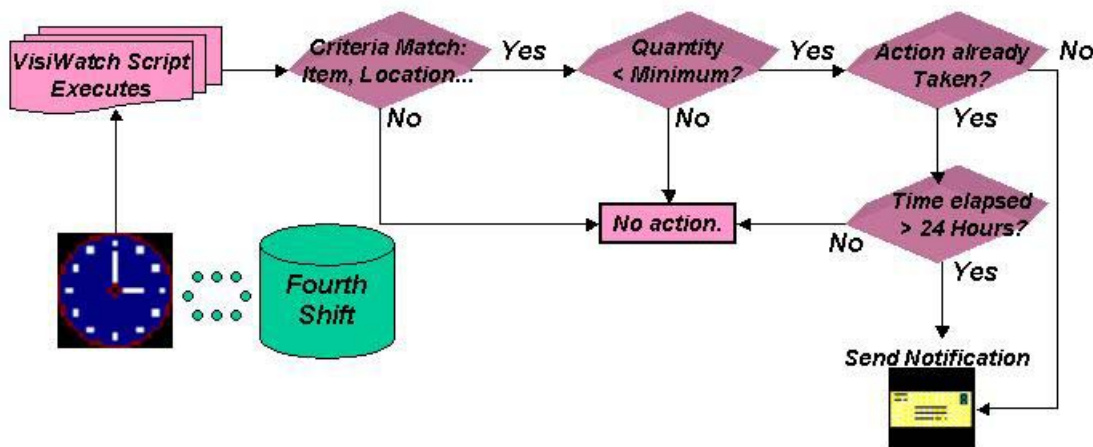 VisiWatch Script
Executes
Criteria Match:
Item, Location...
Yes
No
Quantity
< Minimum?
Yes
No
Action already
Taken?
No
Yes
Time elapsed
> 24 Hours?
No
Yes
No action.
Fourth
Shift
Send Notification